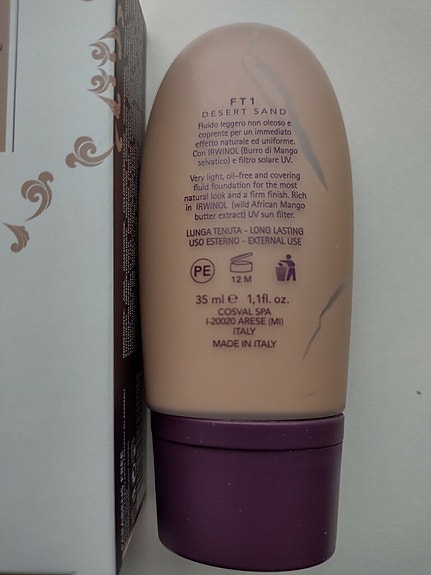 FT1
DESERT SAND
Fluido leggero non oleoso e
coprente per un immediato
effetto naturale ed uniforme.
Con IRWINOL (Burro di Mango
selvatico) e filtro solare UV.
Very light, oil-free and covering
fluid foundation for the most
natural look and a firm finish. Rich
in IRWINOL (wild African Mango
butter extract) UV sun filter.
LUNGA TENUTA - LONG LASTING
USO ESTERNO - EXTERNAL USE
PE
12 M
35 ml e 1,1fl. oz.
COSVAL SPA
I-20020 ARESE (MI)
ITALY
MADE IN ITALY